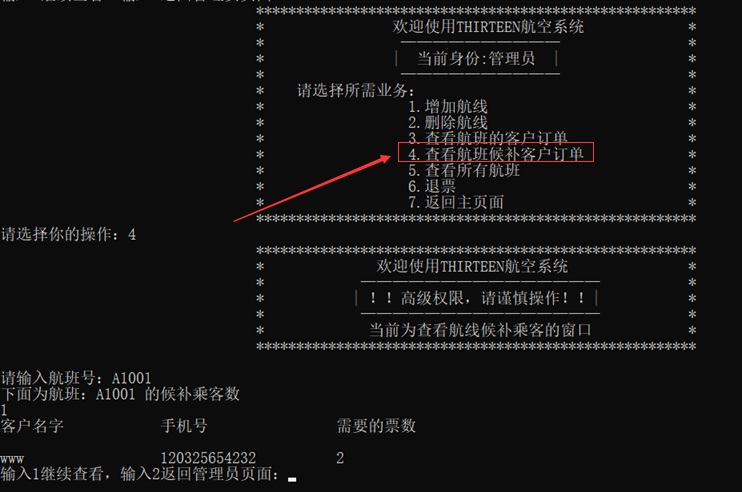 ************************************************************
* 欢迎使用THIRTEEN航空系统 *
* ———————————— *
* | 当前身份:管理员 | *
* ———————————— *
* 请选择所需业务: *
* 1.增加航线 *
* 2.删除航线 *
* 3.查看航班的客户订单 *
* 4.查看航班候补客户订单 *
* 5.查看所有航班 *
* 6.退票 *
* 7.返回主页面 *
************************************************************
请选择你的操作: 4
************************************************************
* 欢迎使用THIRTEEN航空系统 *
* ———————————————— *
* | ！！高级权限，请谨慎操作！！| *
* ———————————————— *
* 当前为查看航线候补乘客的窗口 *
************************************************************
请输入航班号: A1001
下面为航班: A1001 的候补乘客数
1
客户名字 手机号 需要的票数
www 120325654232 2
输入1继续查看，输入2返回管理员页面: